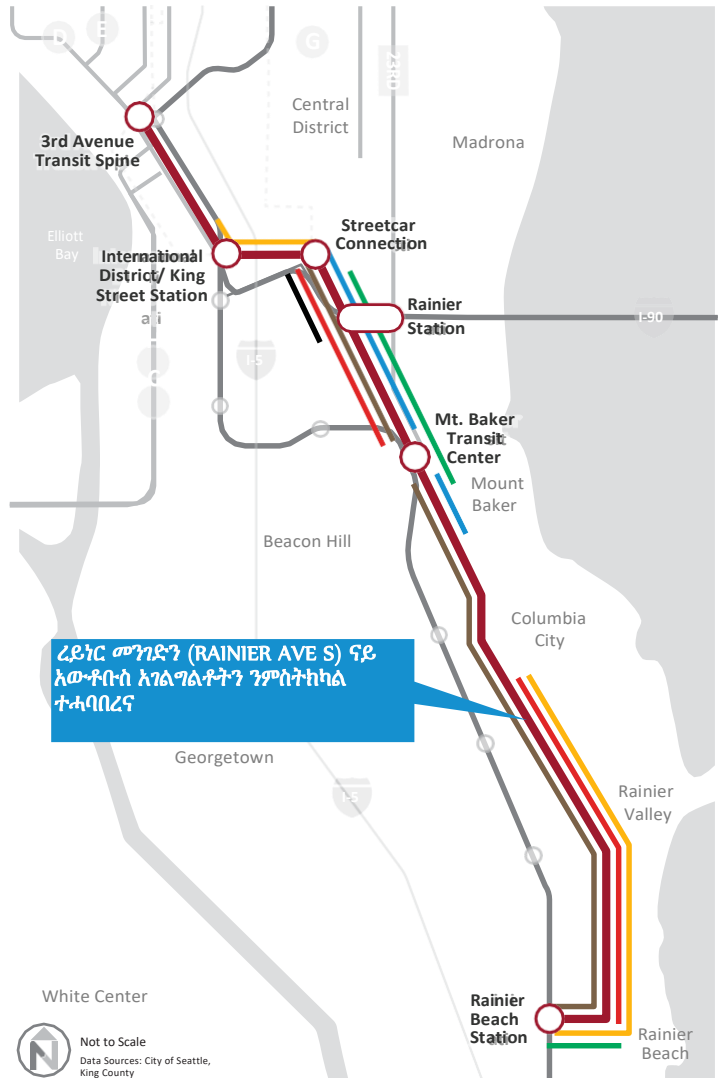 D
E
G
23RD
Central
District
Madrona
3rd Avenue
Transit Spine
Elliott
Bay
Streetcar
Connection
International
District/ King
Street Station
Rainier
Station
I-90
I-5
C
Mt. Baker
Transit
Center
Mount
Baker
Beacon Hill
Columbia
City
ረይነር መንገድን (RAINIER AVE S) ናይ
አውቶቡስ አገልግሎቶትን ንምስትክካል
ተሓባበረና
Georgetown
I-5
Rainier
Valley
White Center
Rainier
Beach
Station
Rainier
Beach
N
Not to Scale
Data Sources: City of Seattle,
King County